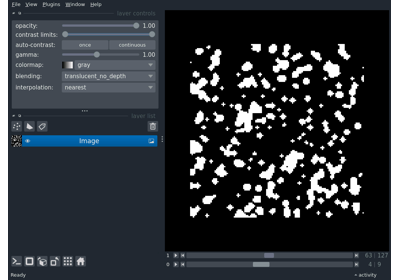 File View Plugins Window Help
layer controls
opacity: 1.00
contrast limits:
auto-contrast: once continuous
gamma: 1.00
colormap: gray
blending: translucent_no_depth
interpolation: nearest
layer list
Image
1 63 / 127
0 4 / 9
Ready activity